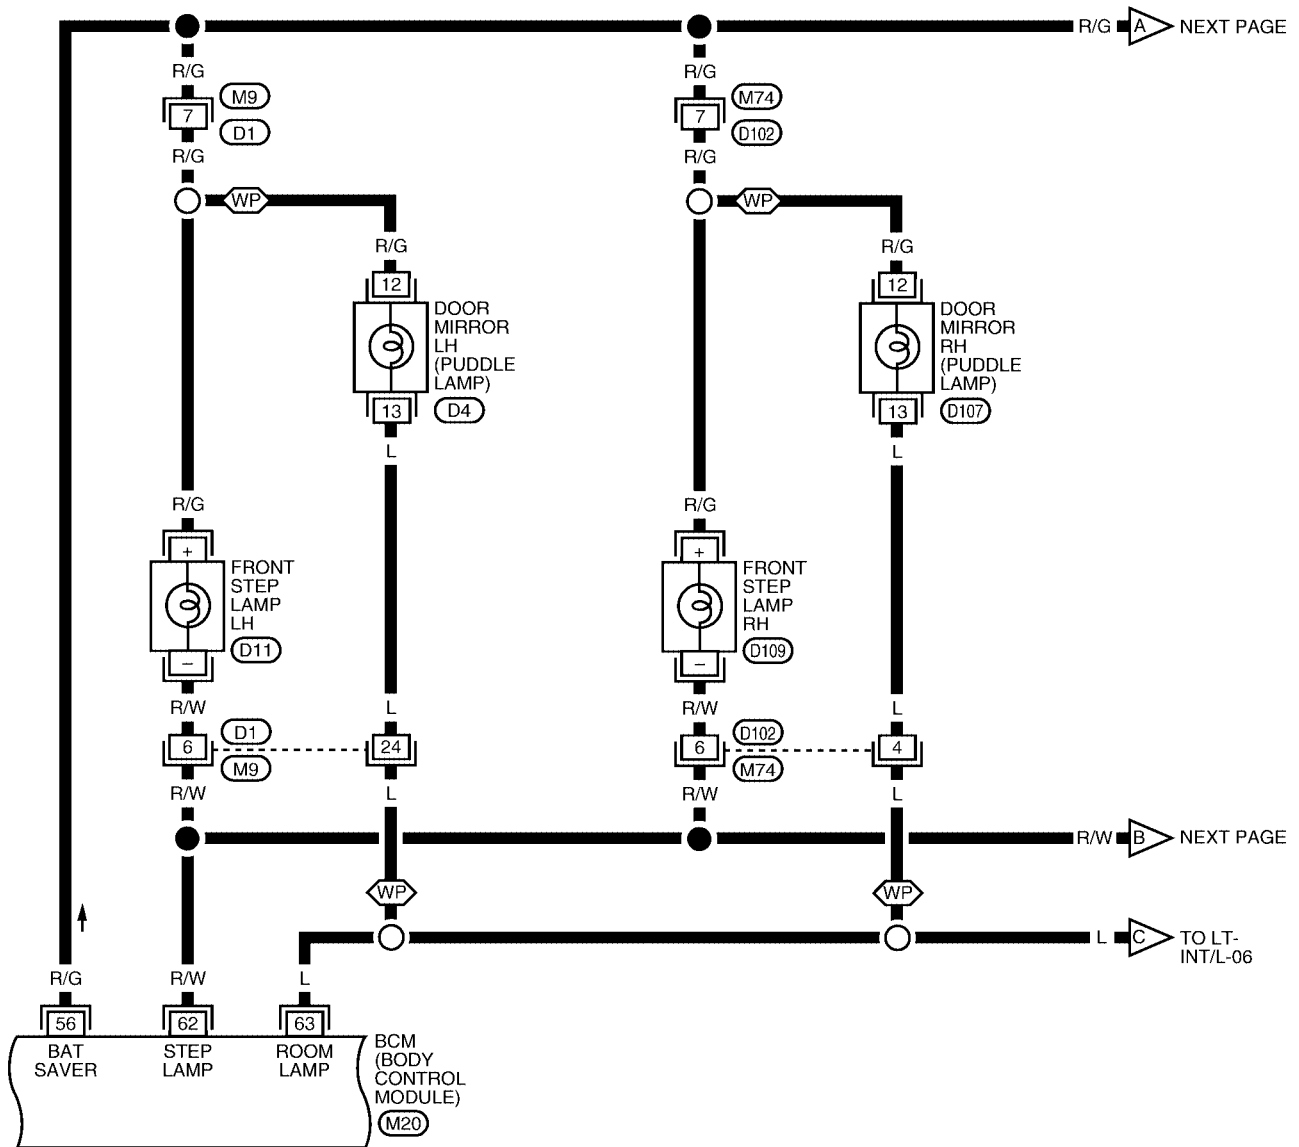 R/G
A
NEXT PAGE
R/G
R/G
M9
M74
7
7
D1
D102
R/G
R/G
WP
WP
R/G
R/G
12
12
DOOR
MIRROR
LH
(PUDDLE
LAMP)
DOOR
MIRROR
RH
(PUDDLE
LAMP)
13
D4
13
D107
L
L
R/G
R/G
+
+
FRONT
STEP
LAMP
LH
D11
FRONT
STEP
LAMP
RH
D109
–
–
R/W
L
R/W
L
D1
D102
6
24
6
4
M9
M74
R/W
L
R/W
L
R/W
B
NEXT PAGE
WP
WP
L
C
TO LT-
INT/L-06
R/G
R/W
L
56
62
63
BAT
SAVER
STEP
LAMP
ROOM
LAMP
BCM
(BODY
CONTROL
MODULE)
M20